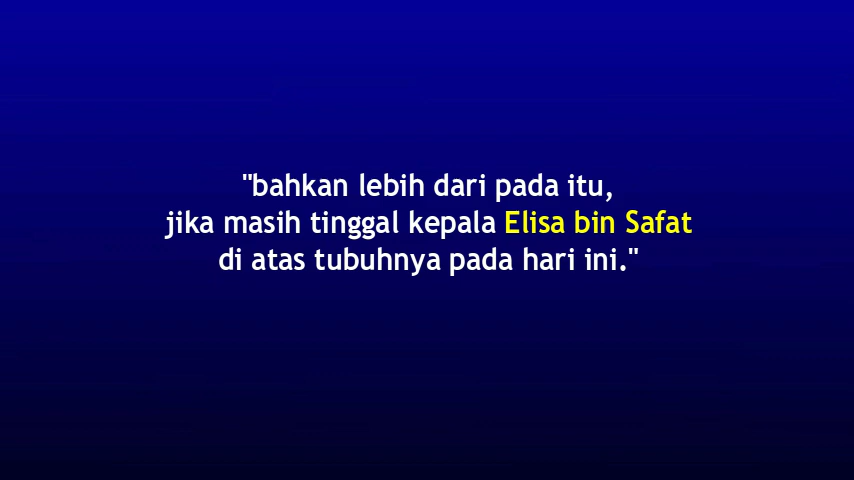 "bahkan lebih dari pada itu,
jika masih tinggal kepala Elisa bin Safat
di atas tubuhnya pada hari ini."